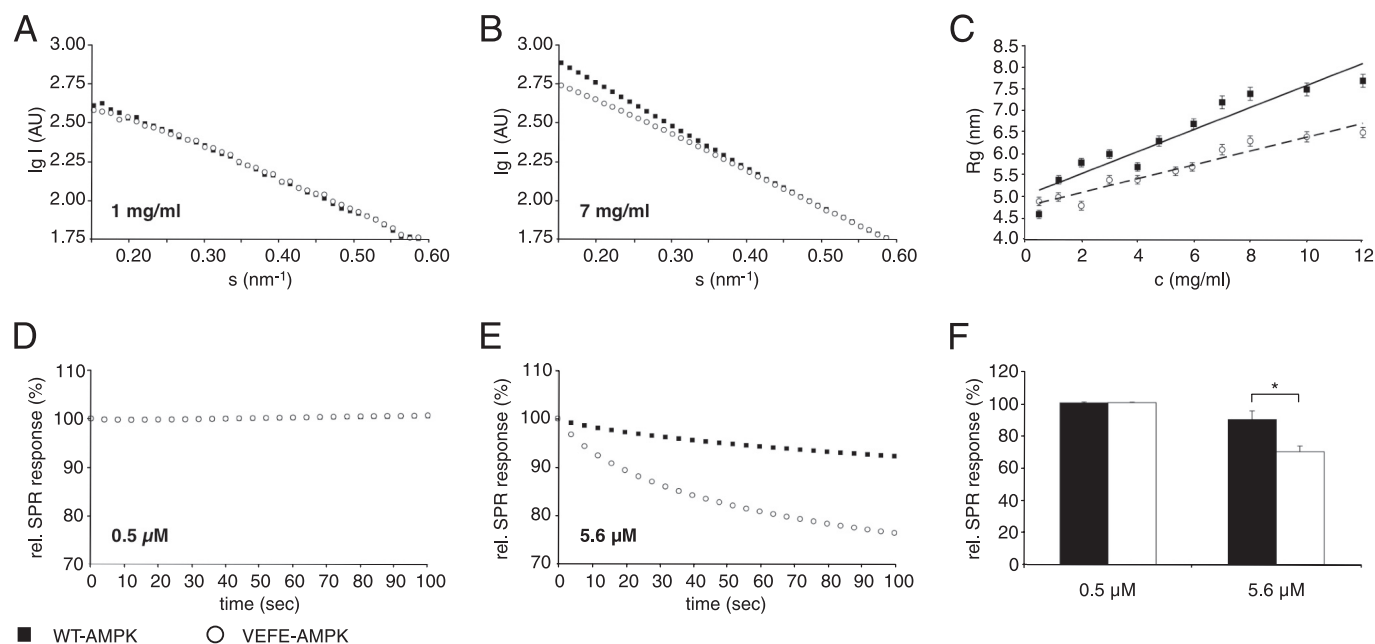 A
3.00
2.75
2.50
2.25
2.00
1.75
lg I (AU)
1 mg/ml
0.20 0.30 0.40 0.50 0.60
s (nm-1)
B
3.00
2.75
2.50
2.25
2.00
1.75
lg I (AU)
7 mg/ml
0.20 0.30 0.40 0.50 0.60
s (nm-1)
C
8.5
8.0
7.5
7.0
6.5
6.0
5.5
5.0
4.5
4.0
Rg (nm)
0 2 4 6 8 10 12
c (mg/ml)
D
110
100
90
80
70
rel. SPR response (%)
0.5 µM
0 10 20 30 40 50 60 70 80 90 100
time (sec)
E
110
100
90
80
70
rel. SPR response (%)
5.6 µM
0 10 20 30 40 50 60 70 80 90 100
time (sec)
F
120
100
80
60
40
20
0
rel. SPR response (%)
*
0.5 µM 5.6 µM
WT-AMPK VEFE-AMPK